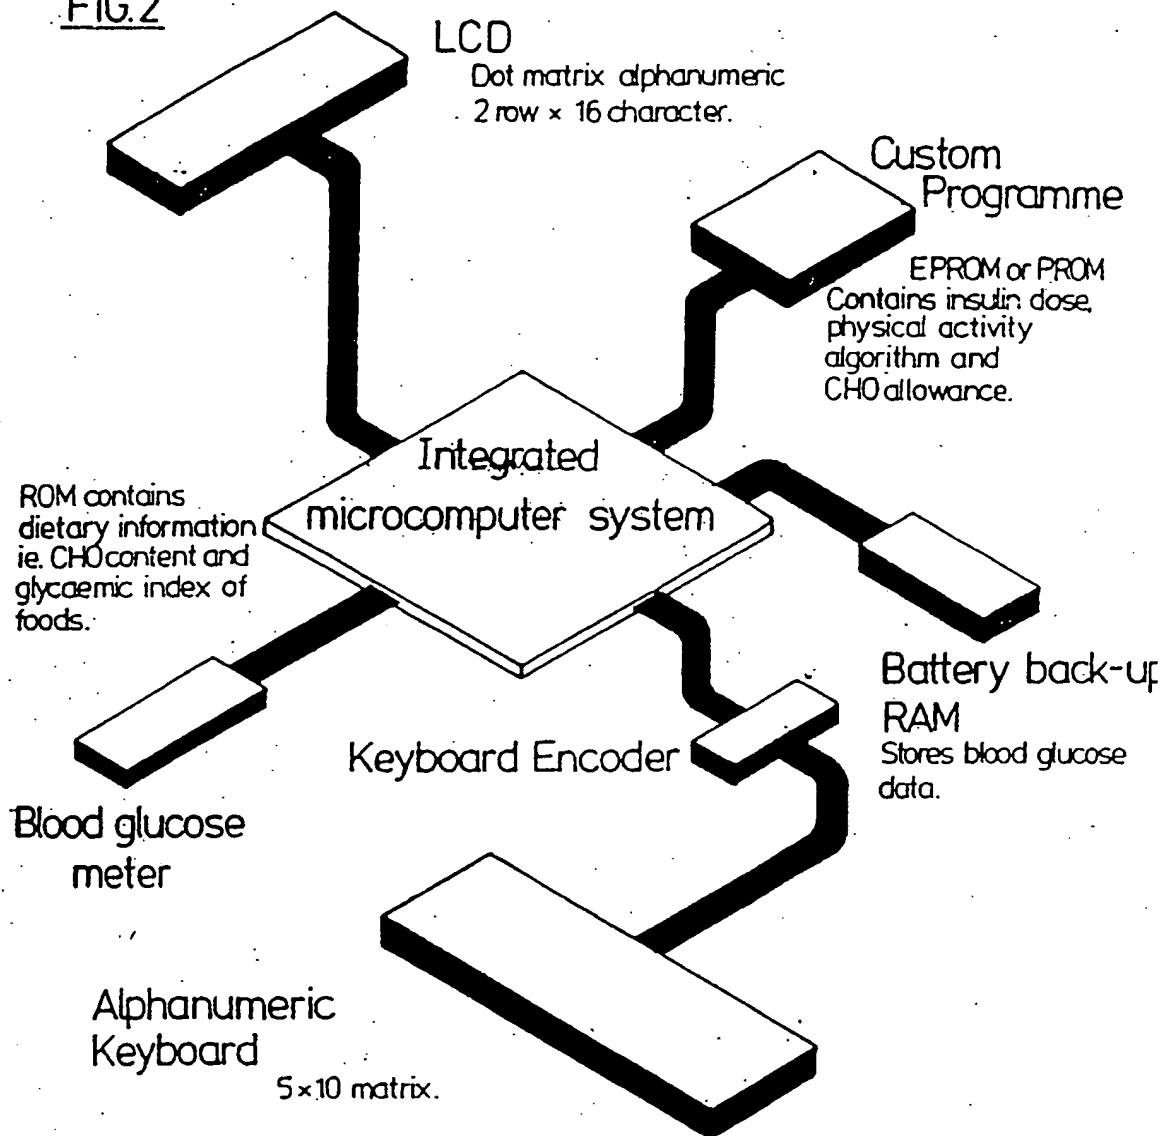 FIG.2
LCD
Dot matrix alphanumeric
2 row × 16 character.
Custom
Programme
EPROM or PROM
Contains insulin dose,
physical activity
algorithm and
CHO allowance.
Integrated
microcomputer system
ROM contains
dietary information
ie. CHO content and
glycaemic index of
foods.
Battery back-up
RAM
Stores blood glucose
data.
Keyboard Encoder
Blood glucose
meter
Alphanumeric
Keyboard
5×10 matrix.